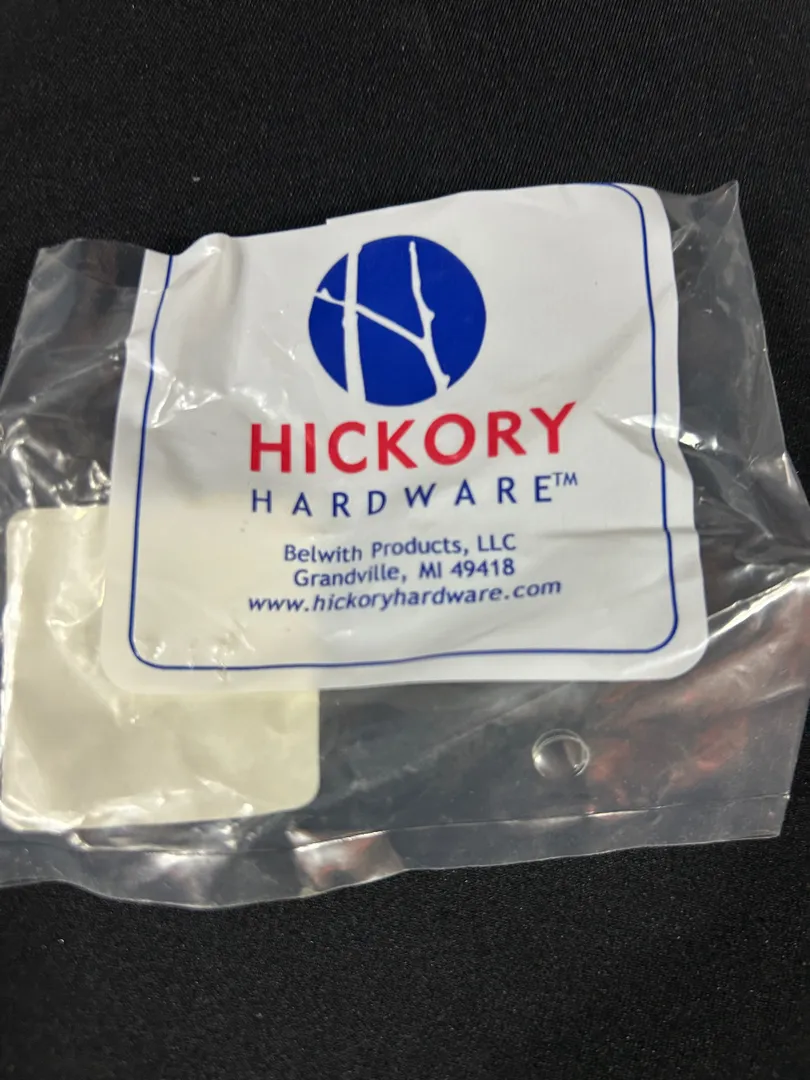 HICKORY
HARDWARE™
Belwith Products, LLC
Grandville, MI 49418
www.hickoryhardware.com